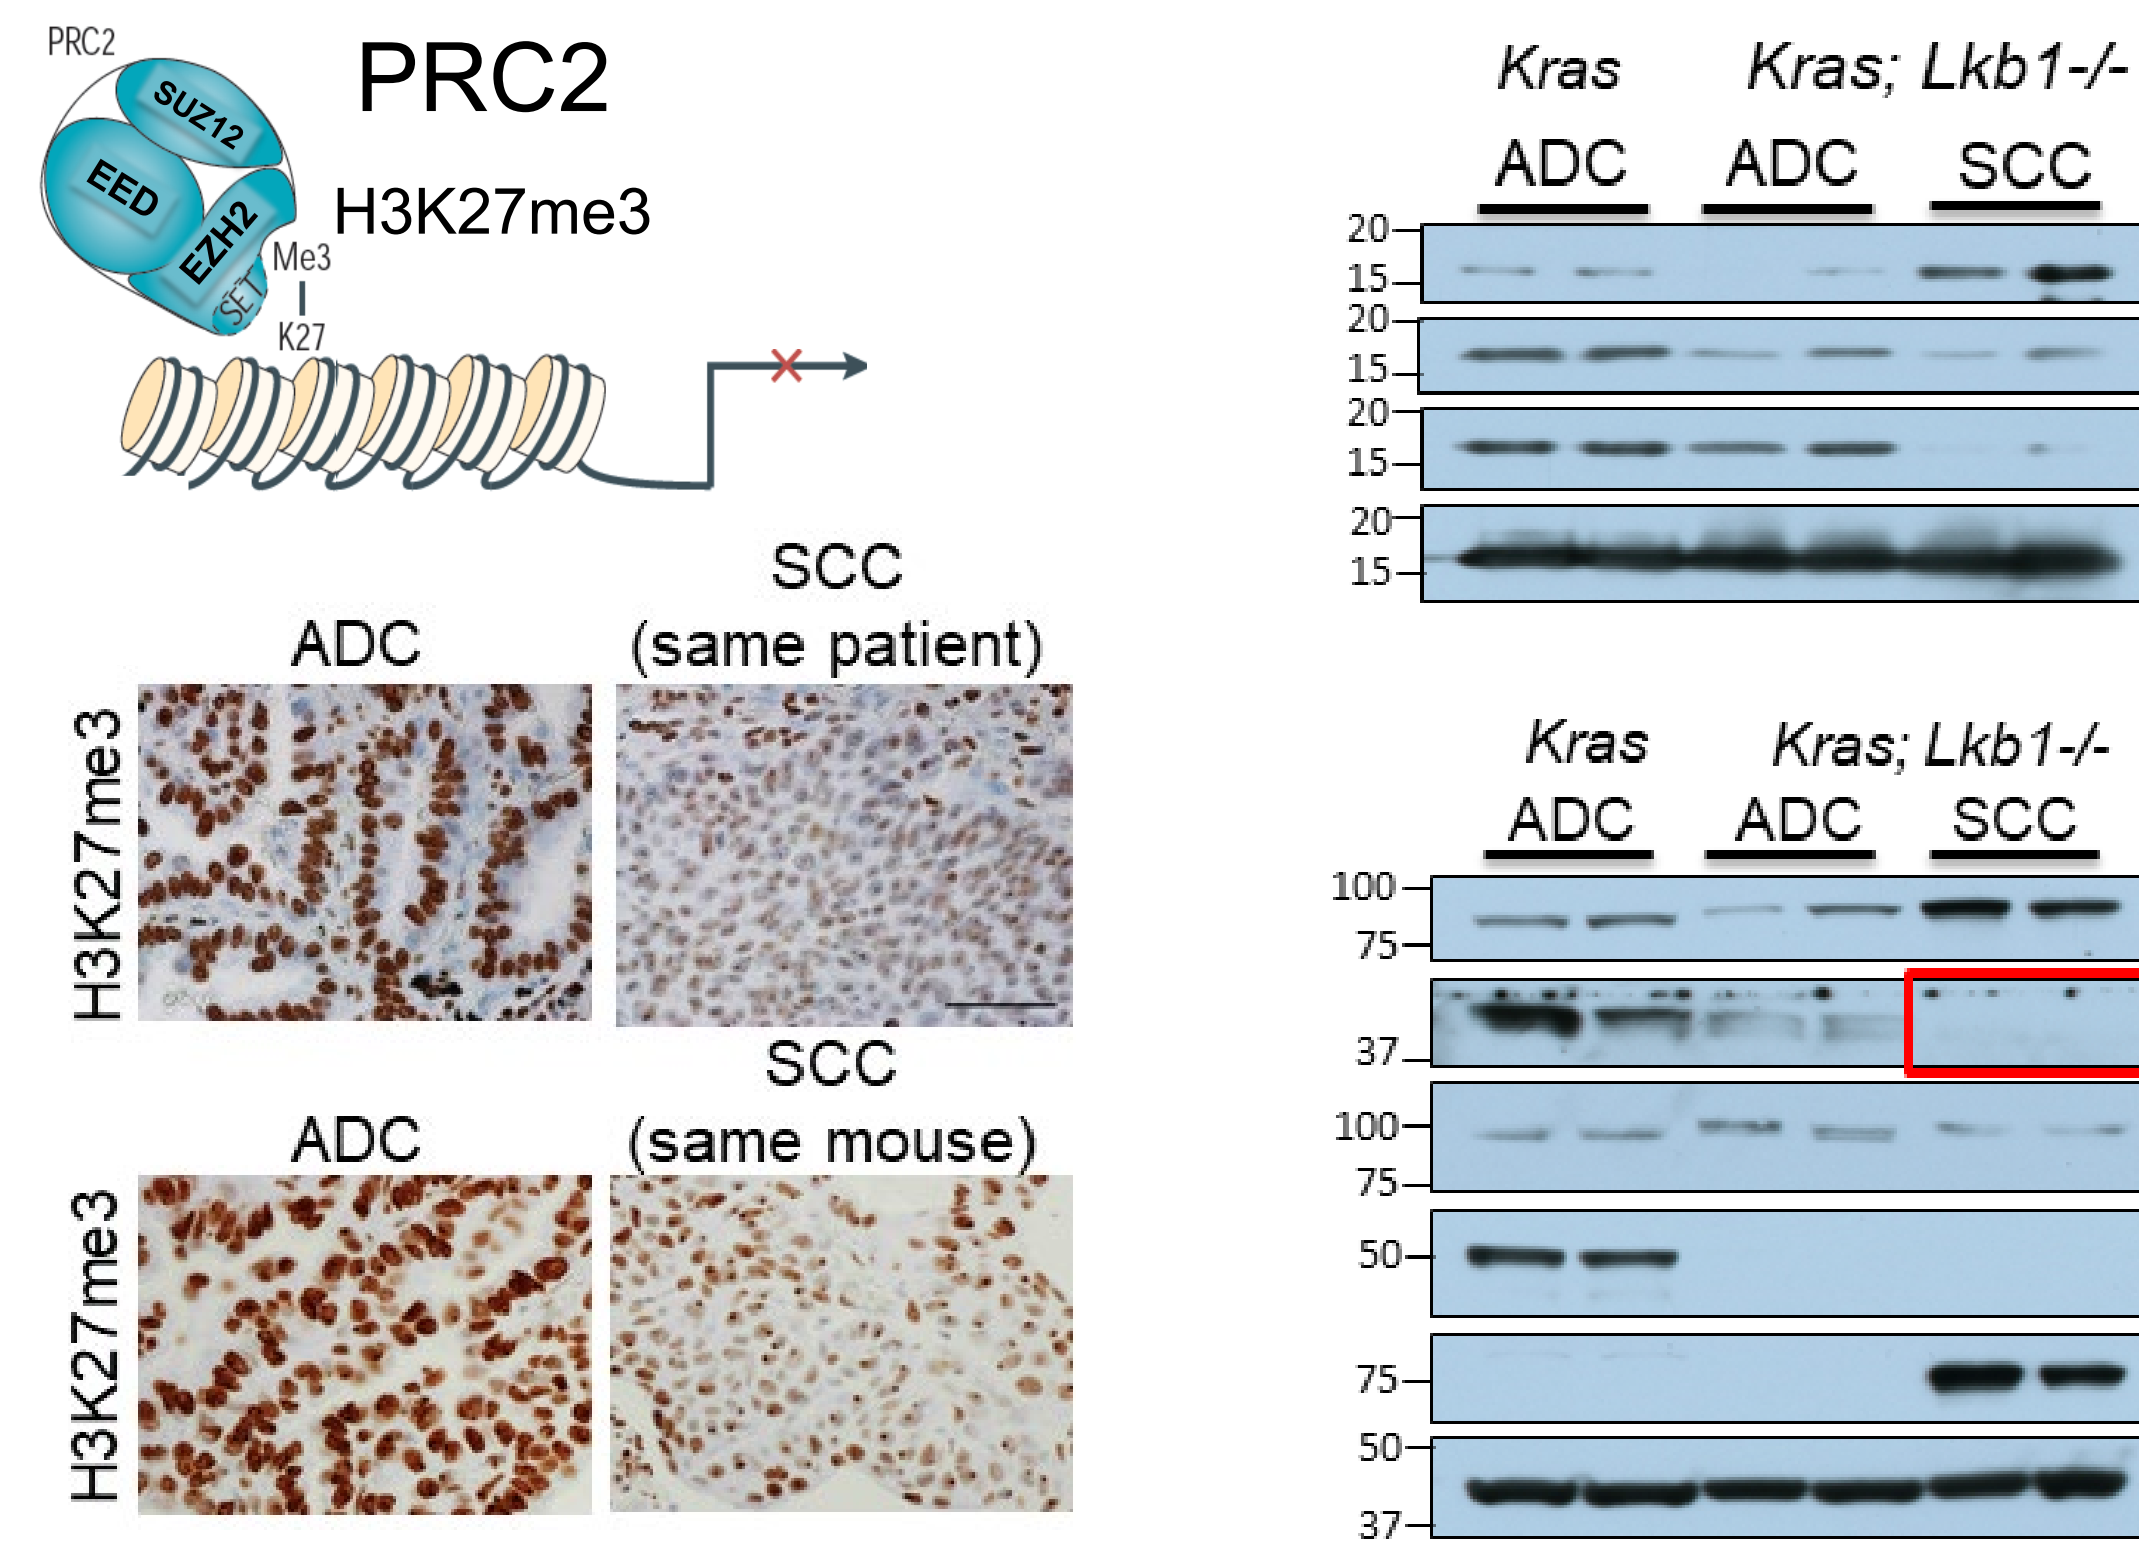 PRC2
PRC2
SUZ12
EED
EZH2
SET
H3K27me3
Me3
K27
ADC
SCC
(same patient)
H3K27me3
ADC
SCC
(same mouse)
H3K27me3
Kras
Kras; Lkb1-/-
ADC
ADC
SCC
20
15
20
15
20
15
20
15
Kras
Kras; Lkb1-/-
ADC
ADC
SCC
100
75
37
100
75
50
75
50
37